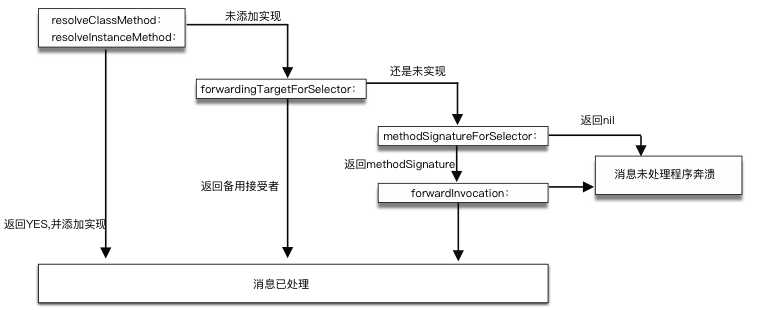 resolveClassMethod：
resolveInstanceMethod：
未添加实现
forwardingTargetForSelector：
还是未实现
methodSignatureForSelector：
返回nil
返回methodSignature
消息未处理程序奔溃
返回备用接受者
forwardInvocation：
返回YES,并添加实现
消息已处理